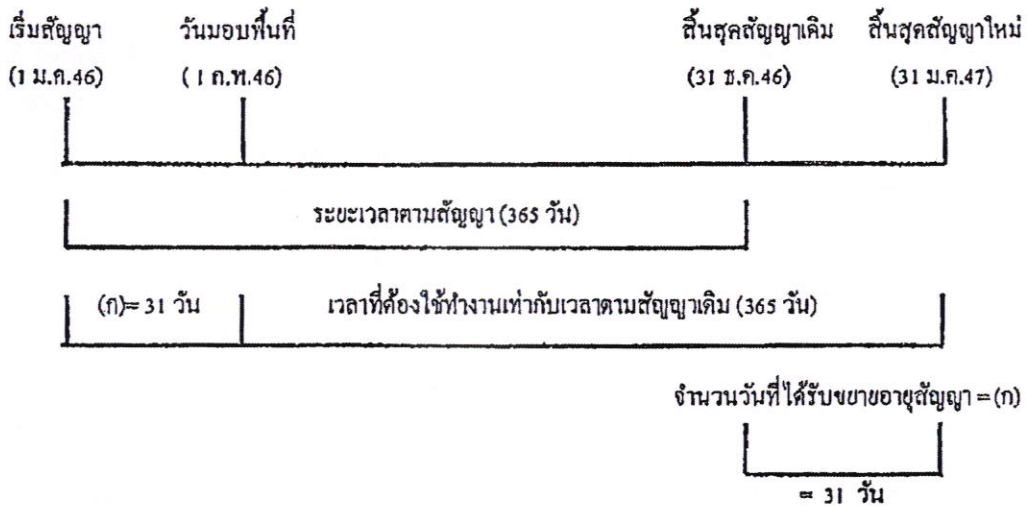 เริ่มสัญญา วันมอบพื้นที่ สิ้นสุดสัญญาเดิม สิ้นสุดสัญญาใหม่
(1 ม.ค.46) ( 1 ก.พ.46) (31 ธ.ค.46) (31 ม.ค.47)
ระยะเวลาตามสัญญา (365 วัน)
(ก)= 31 วัน เวลาที่ต้องใช้ทำงานเท่ากับเวลาตามสัญญาเดิม (365 วัน)
จำนวนวันที่ได้รับขยายอายุสัญญา = (ก)
= 31 วัน